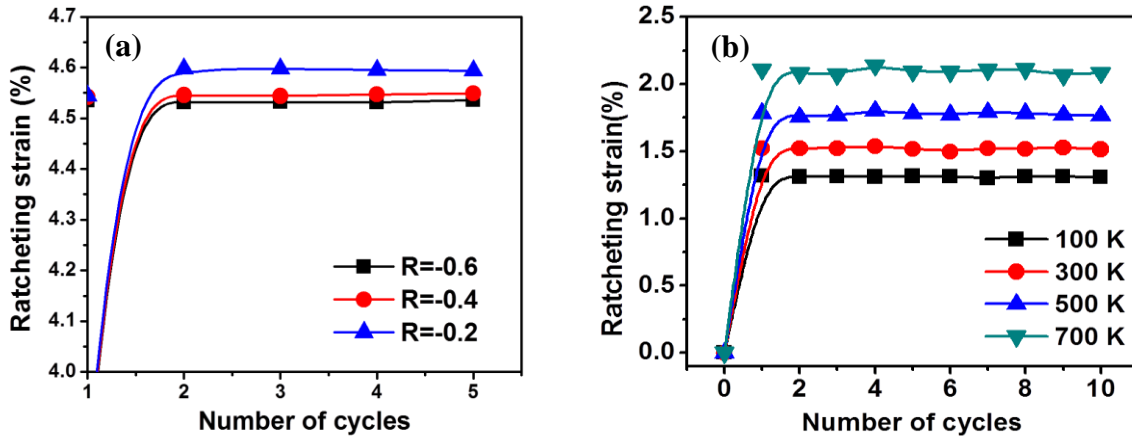 (a)
Ratcheting strain (%)
4.7
4.6
4.5
4.4
4.3
4.2
4.1
4.0
R=-0.6
R=-0.4
R=-0.2
1 2 3 4 5
Number of cycles
(b)
Ratcheting strain(%)
2.5
2.0
1.5
1.0
0.5
0.0
100 K
300 K
500 K
700 K
0 2 4 6 8 10
Number of cycles